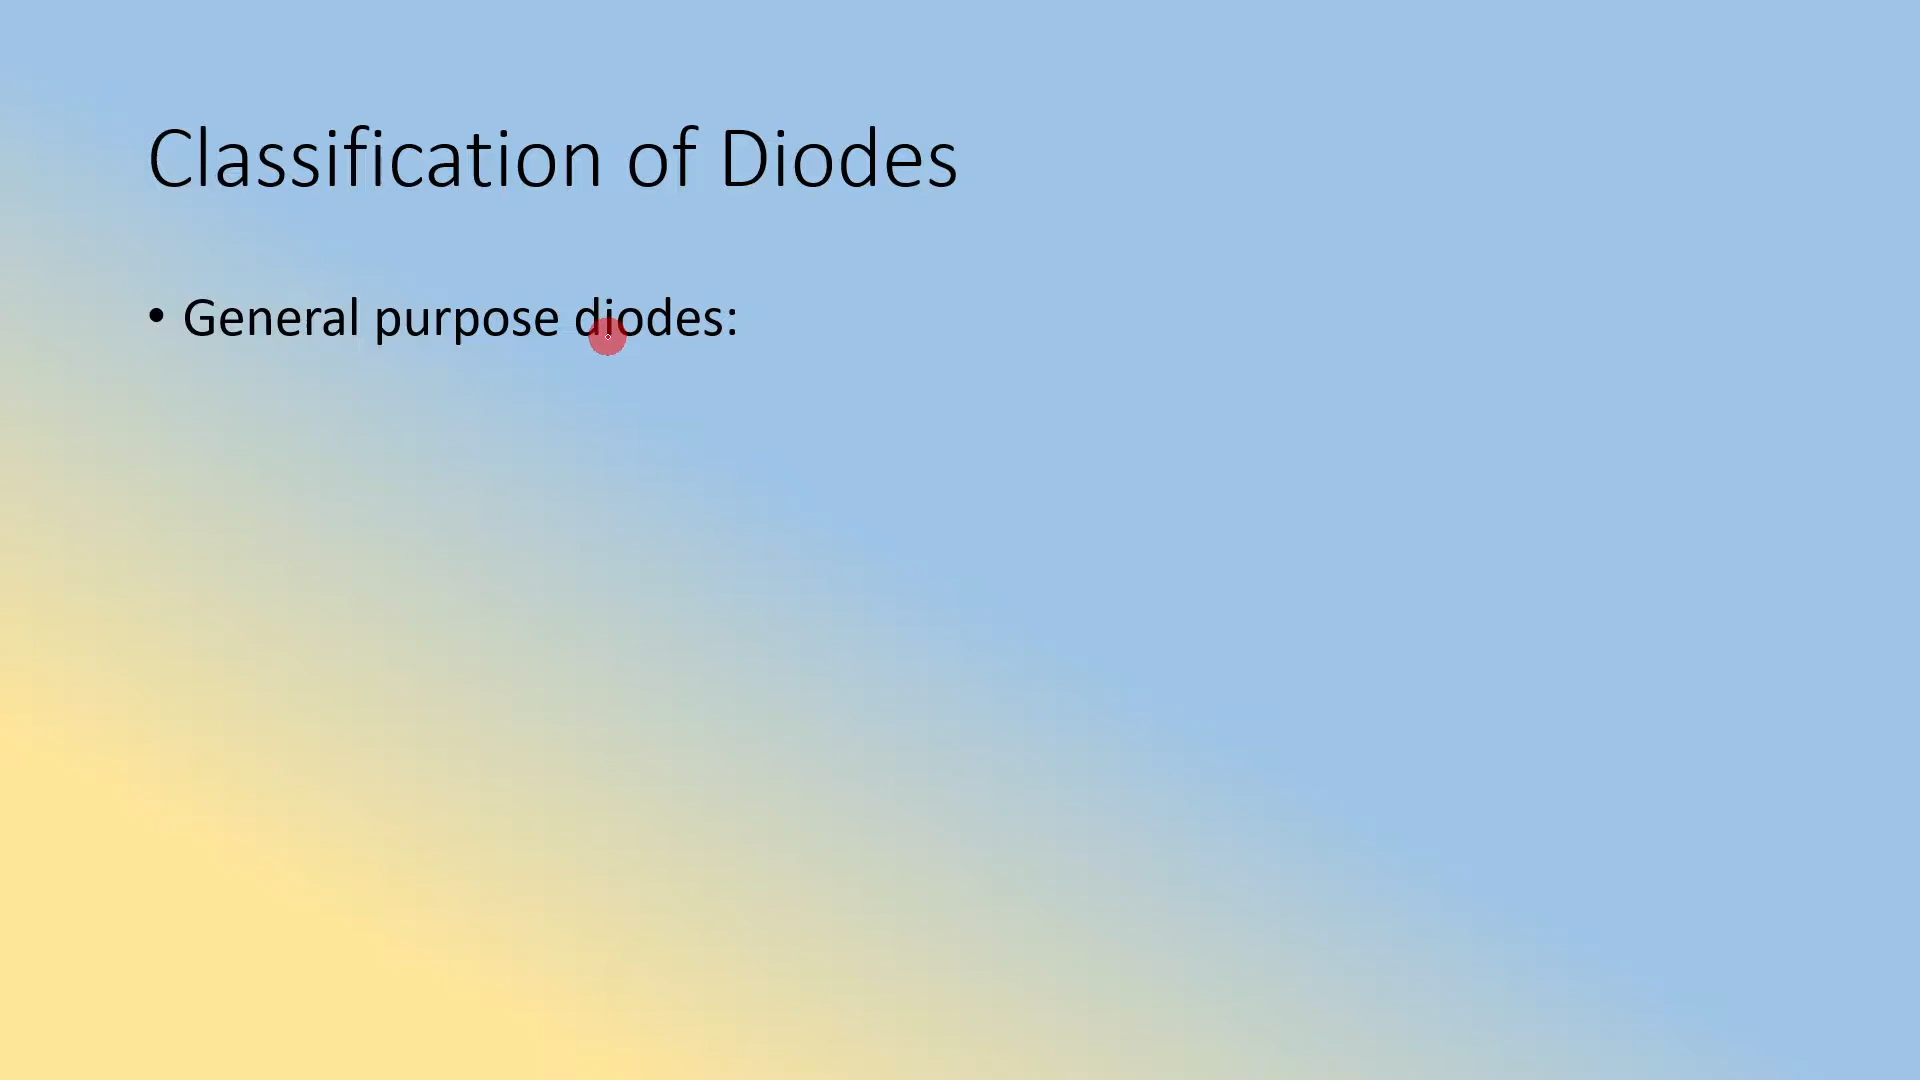 Classification of Diodes
• General purpose diodes: